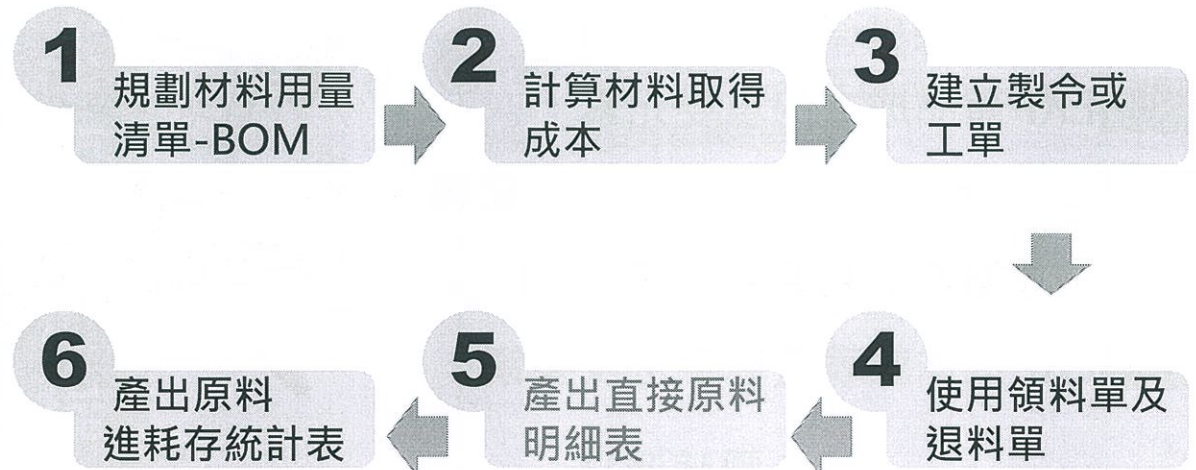 1
規劃材料用量
清單-BOM
2
計算材料取得
成本
3
建立製令或
工單
4
使用領料單及
退料單
5
產出直接原料
明細表
6
產出原料
進耗存統計表